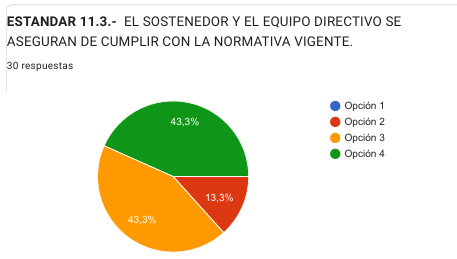 ESTANDAR 11.3.- EL SOSTENEDOR Y EL EQUIPO DIRECTIVO SE
ASEGURAN DE CUMPLIR CON LA NORMATIVA VIGENTE.
30 respuestas
43,3%
13,3%
43,3%
Opción 1
Opción 2
Opción 3
Opción 4